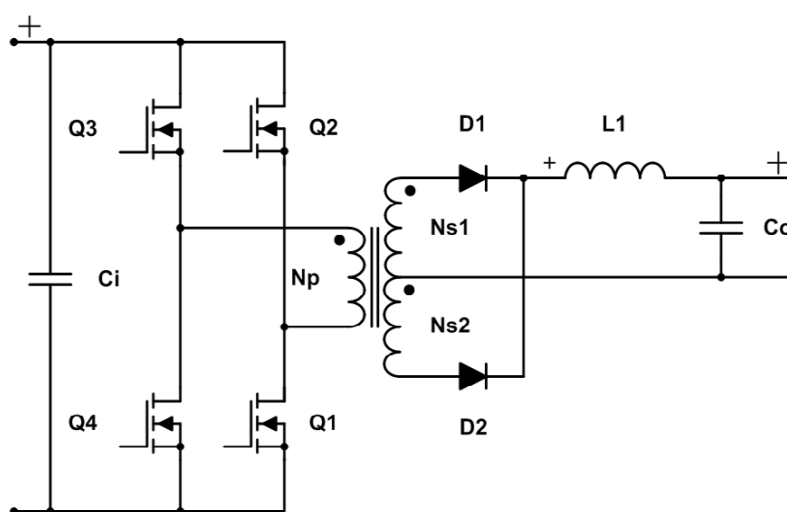 +
Q3
Q2
D1
L1
+
+
Ns1
Co
Ci
Np
Ns2
Q4
Q1
D2